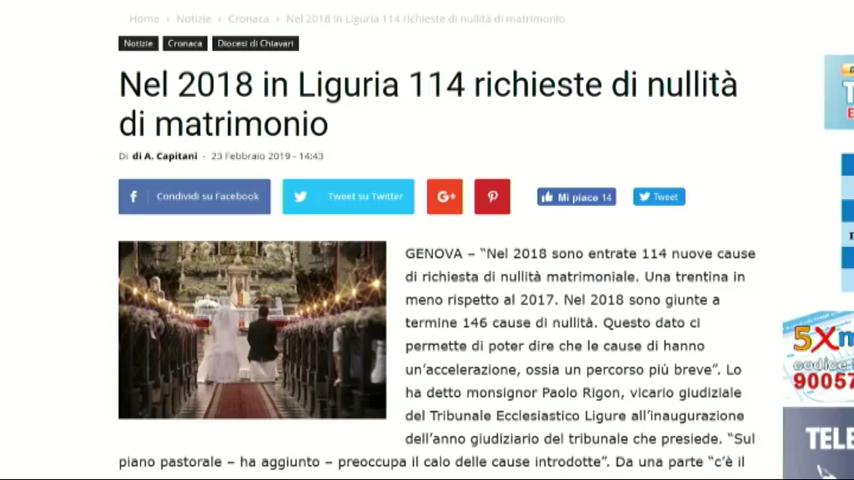 Home › Notizie › Cronaca › Nel 2018 in Liguria 114 richieste di nullità di matrimonio
Notizie Cronaca Diocesi di Chiavari
Nel 2018 in Liguria 114 richieste di nullità
di matrimonio
Di di A. Capitani - 23 Febbraio 2019 - 14:43
Condividi su Facebook Tweet su Twitter G+ Mi piace 14 Tweet
GENOVA – “Nel 2018 sono entrate 114 nuove cause
di richiesta di nullità matrimoniale. Una trentina in
meno rispetto al 2017. Nel 2018 sono giunte a
termine 146 cause di nullità. Questo dato ci
permette di poter dire che le cause di hanno
un’accelerazione, ossia un percorso più breve”. Lo
ha detto monsignor Paolo Rigon, vicario giudiziale
del Tribunale Ecclesiastico Ligure all’inaugurazione
dell’anno giudiziario del tribunale che presiede. “Sul
piano pastorale – ha aggiunto – preoccupa il calo delle cause introdotte”. Da una parte “c’è il
5Xm
codice
90057
TELE